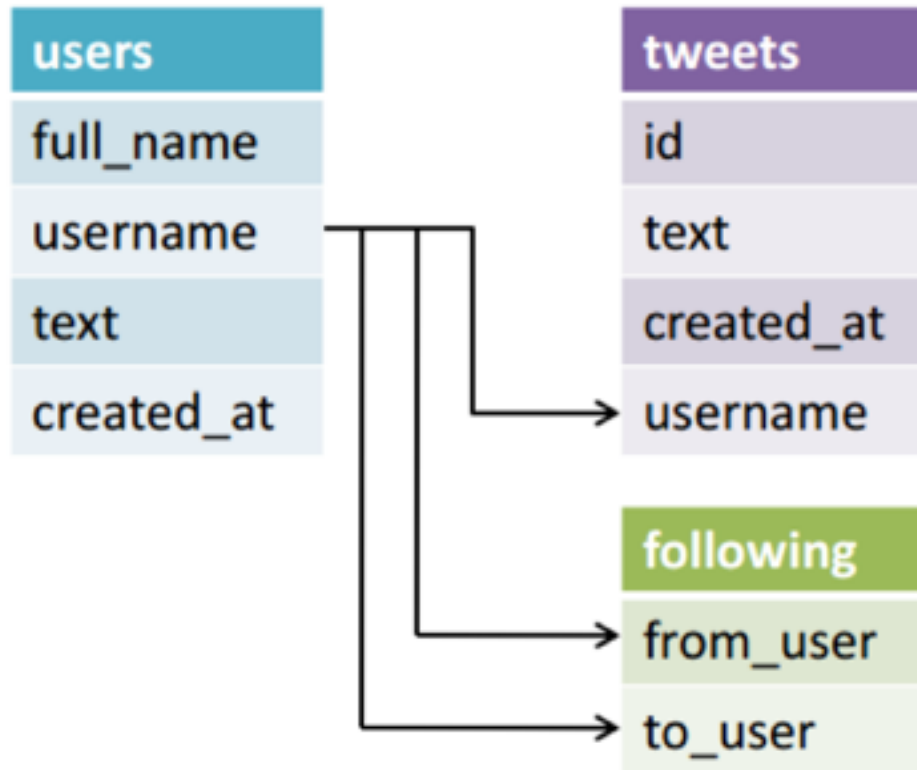 users
full_name
username
text
created_at
tweets
id
text
created_at
username
following
from_user
to_user